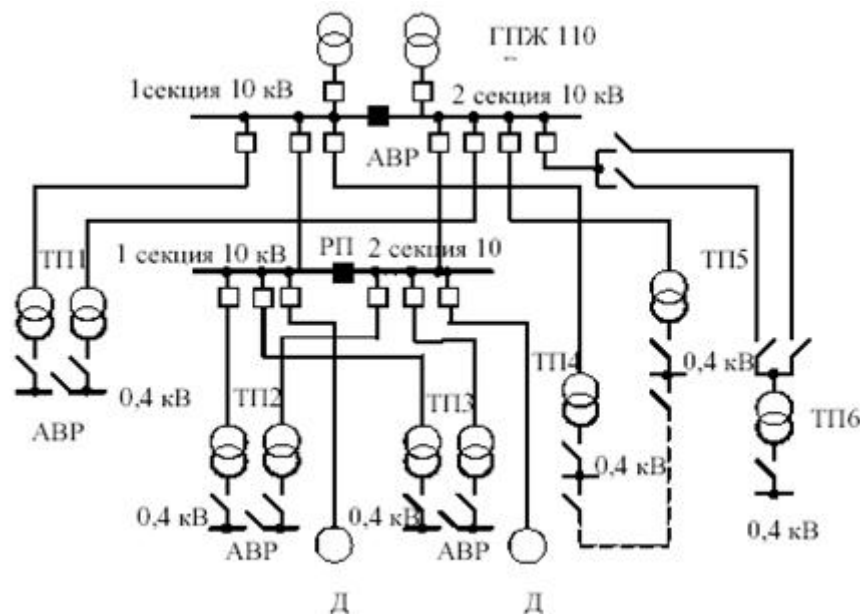 ГПЖ 110
1секция 10 кВ
2 секция 10 кВ
АВР
ТП1
1 секция 10 кВ
РП
2 секция 10
ТП5
0,4 кВ
АВР
ТП2
ТП3
ТП4
0,4 кВ
ТП6
0,4 кВ
0,4 кВ
0,4 кВ
0,4 кВ
АВР
АВР
Д
Д